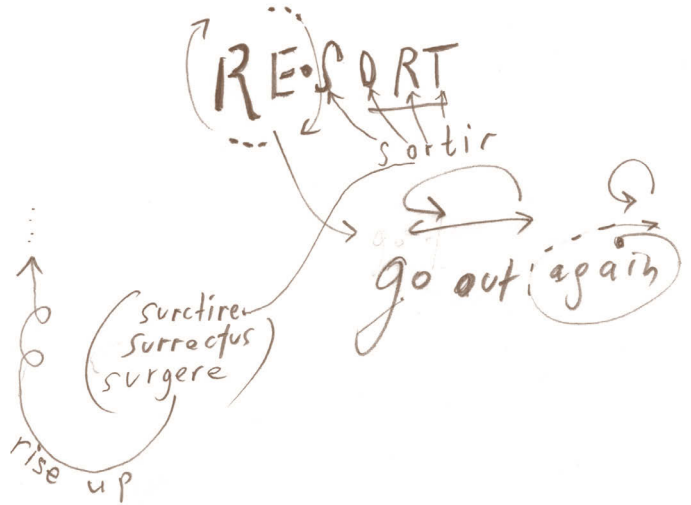 RE•SORT
sortir
go out again
surctire
surrectus
surgere
rise up